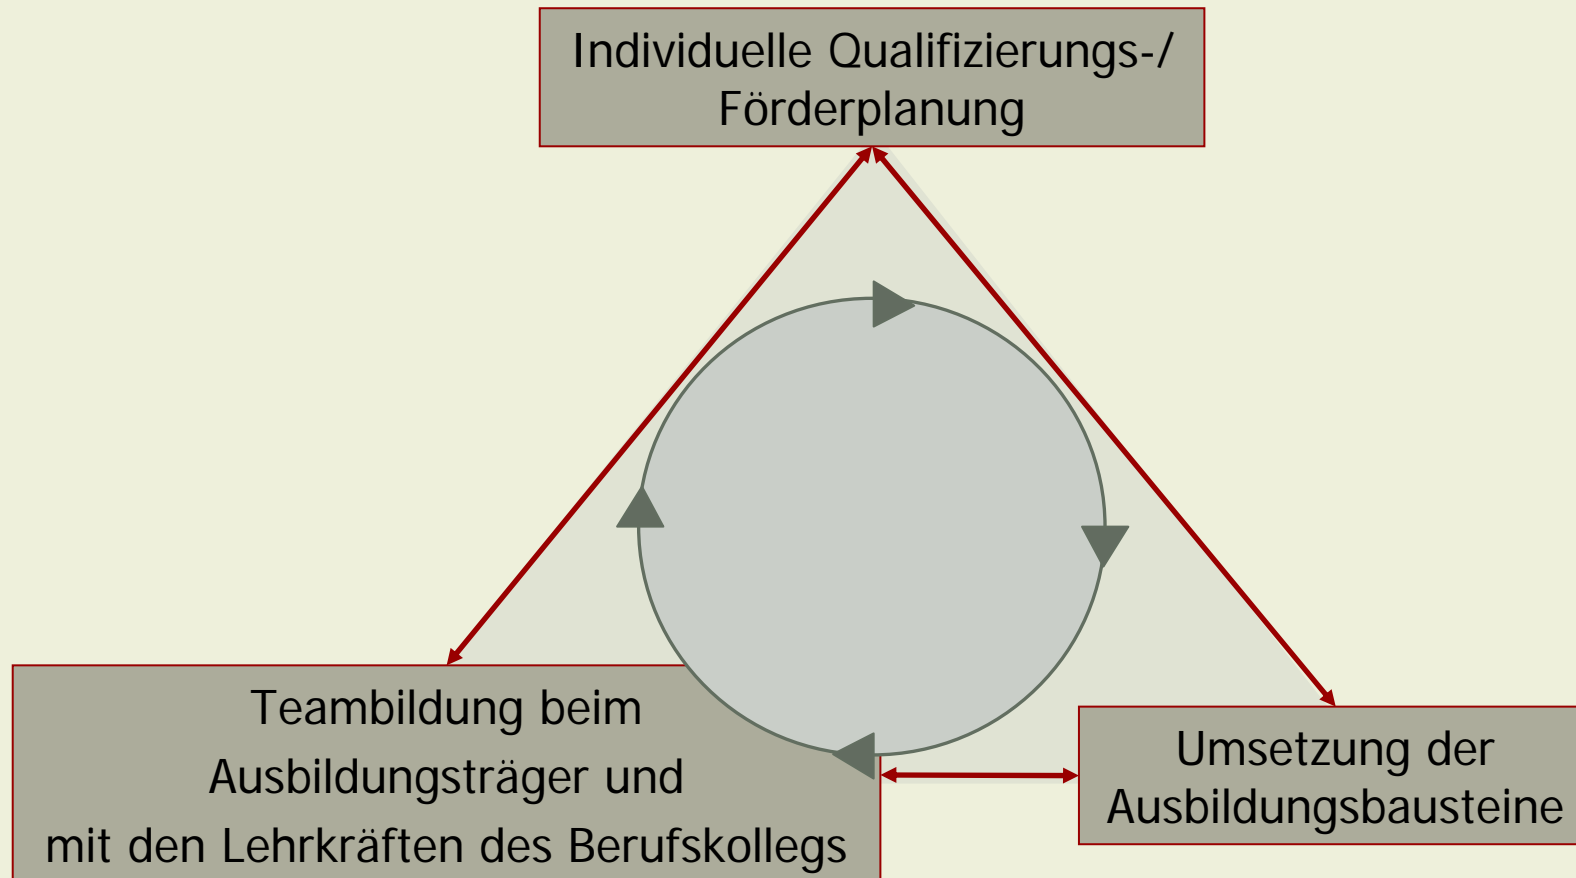 Individuelle Qualifizierungs-/
Förderplanung
Teambildung beim
Ausbildungsträger und
mit den Lehrkräften des Berufskollegs
Umsetzung der
Ausbildungsbausteine